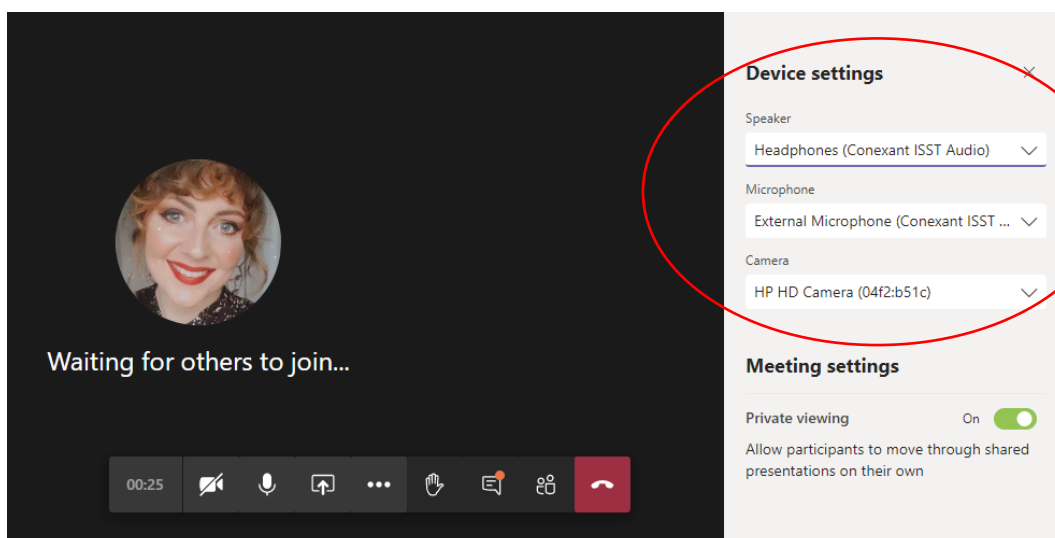 Waiting for others to join...
00:25
Device settings
Speaker
Headphones (Conexant ISST Audio)
Microphone
External Microphone (Conexant ISST ...
Camera
HP HD Camera (04f2:b51c)
Meeting settings
Private viewing On
Allow participants to move through shared
presentations on their own